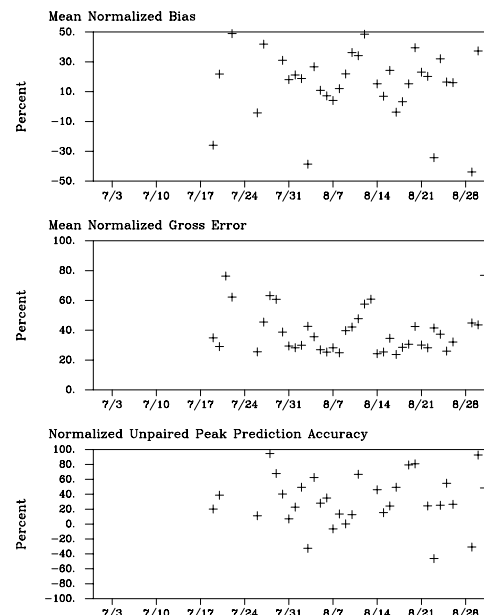 Mean Normalized Bias
Percent
50.
30.
10.
-10.
-30.
-50.
7/3 7/10 7/17 7/24 7/31 8/7 8/14 8/21 8/28
Mean Normalized Gross Error
Percent
100.
80.
60.
40.
20.
0.
7/3 7/10 7/17 7/24 7/31 8/7 8/14 8/21 8/28
Normalized Unpaired Peak Prediction Accuracy
Percent
100.
80.
60.
40.
20.
0.
-20.
-40.
-60.
-80.
-100.
7/3 7/10 7/17 7/24 7/31 8/7 8/14 8/21 8/28